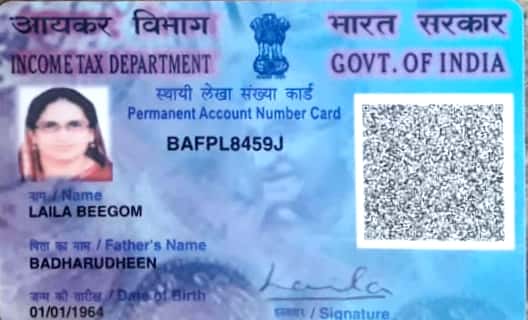 आयकर विभाग
भारत सरकार
INCOME TAX DEPARTMENT
GOVT. OF INDIA
स्थायी लेखा संख्या कार्ड
Permanent Account Number Card
BAFPL8459J
नाम / Name
LAILA BEEGOM
पिता का नाम / Father's Name
BADHARUDHEEN
जन्म की तारीख / Date of Birth
01/01/1964
Laila
हस्ताक्षर / Signature